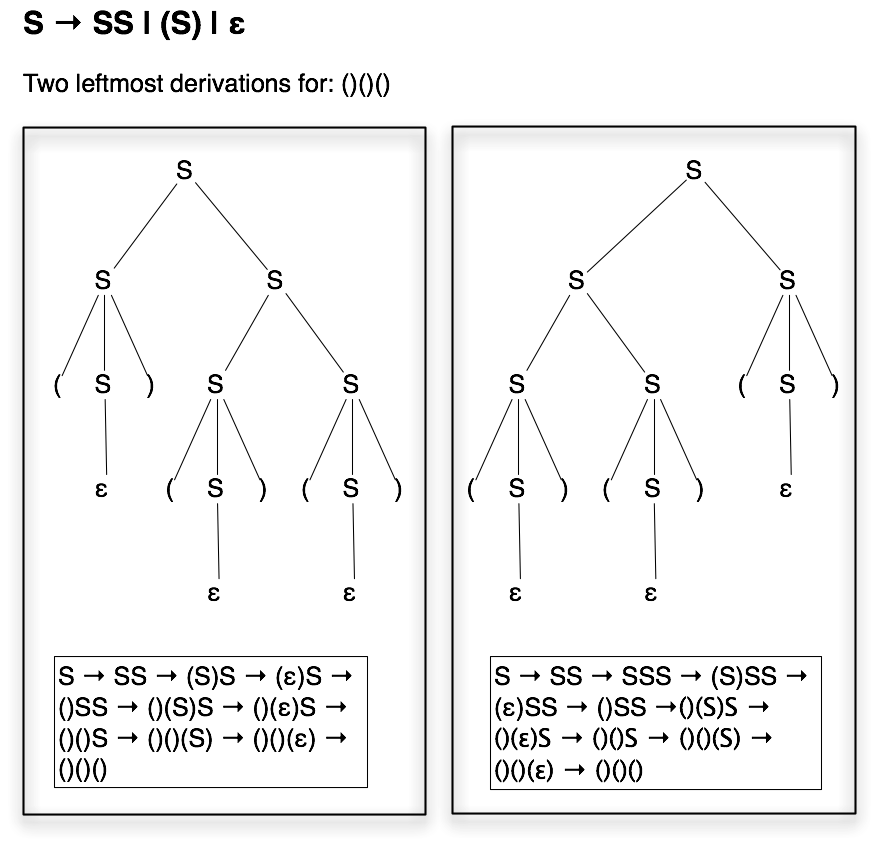 S → SS | (S) | ε
Two leftmost derivations for: ()()()
S
S S
( S ) S S
ε ( S ) ( S )
ε ε
S → SS → (S)S → (ε)S →
()SS → ()(S)S → ()(ε)S →
()()S → ()()(S) → ()()(ε) →
()()()
S
S S
S S ( S )
( S ) ( S ) ε
ε ε
S → SS → SSS → (S)SS →
(ε)SS → ()SS →()(S)S →
()(ε)S → ()()S → ()()(S) →
()()(ε) → ()()()